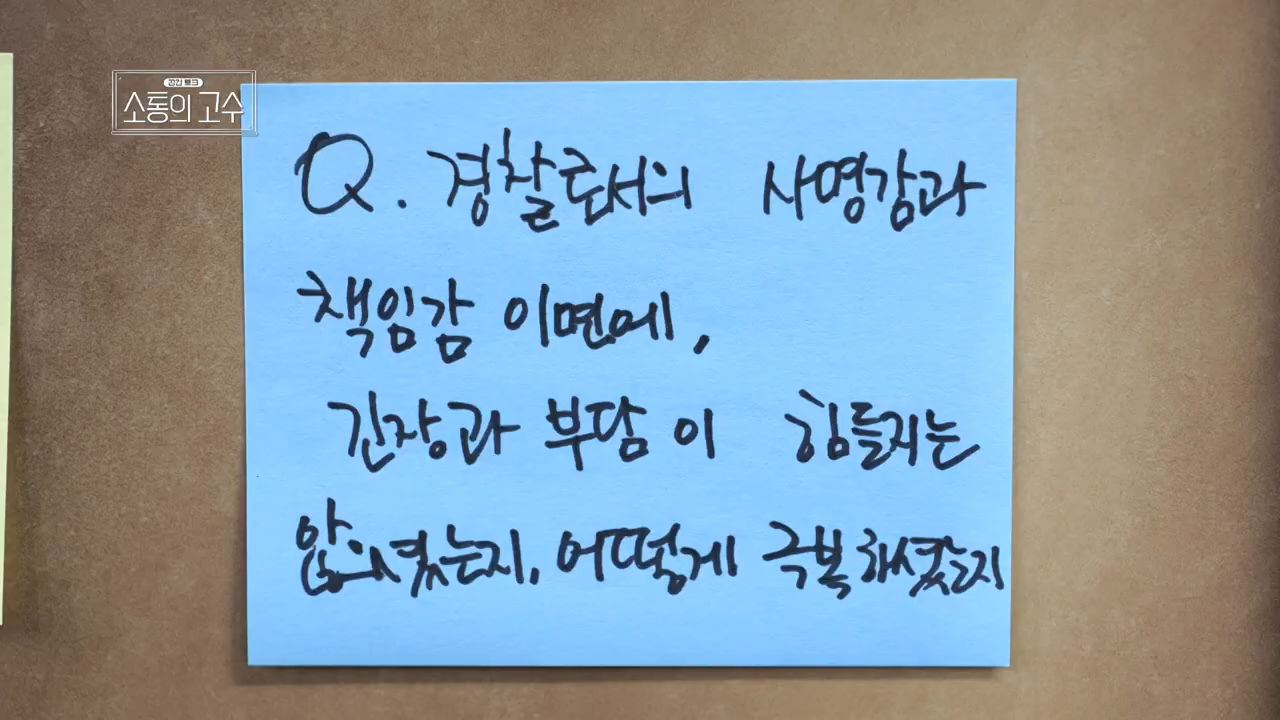 소통의 고수
Q. 경찰로서의 사명감과
책임감 이면에,
긴장과 부담이 힘들지는
않으셨는지, 어떻게 극복하셨는지